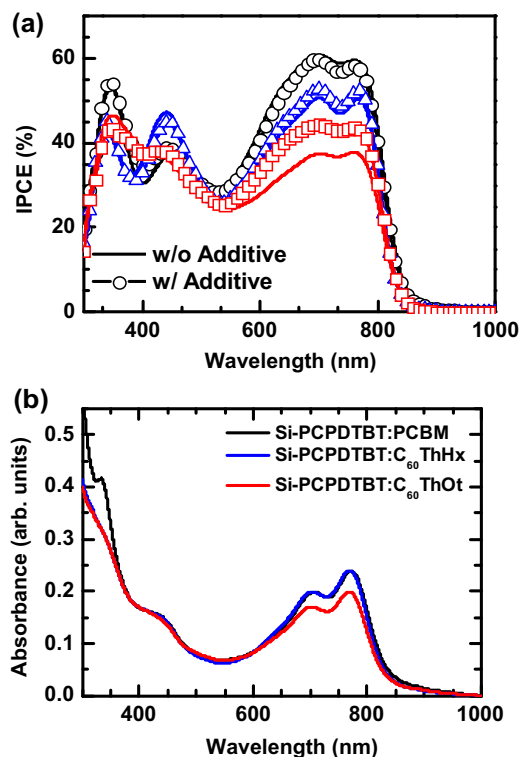 (a)
60
40
20
0
IPCE (%)
w/o Additive
w/ Additive
400 600 800 1000
Wavelength (nm)
(b)
0.5
0.4
0.3
0.2
0.1
0.0
Absorbance (arb. units)
Si-PCPDTBT:PCBM
Si-PCPDTBT:C60ThHx
Si-PCPDTBT:C60ThOt
400 600 800 1000
Wavelength (nm)